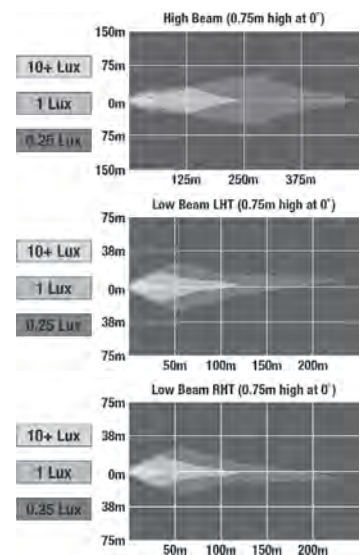 High Beam (0.75m high at 0°)
150m
75m
0m
75m
150m
10+ Lux
1 Lux
0.25 Lux
125m 250m 375m
Low Beam LHT (0.75m high at 0°)
75m
38m
0m
38m
75m
10+ Lux
1 Lux
0.25 Lux
50m 100m 150m 200m
Low Beam RHT (0.75m high at 0°)
75m
38m
0m
38m
75m
10+ Lux
1 Lux
0.25 Lux
50m 100m 150m 200m